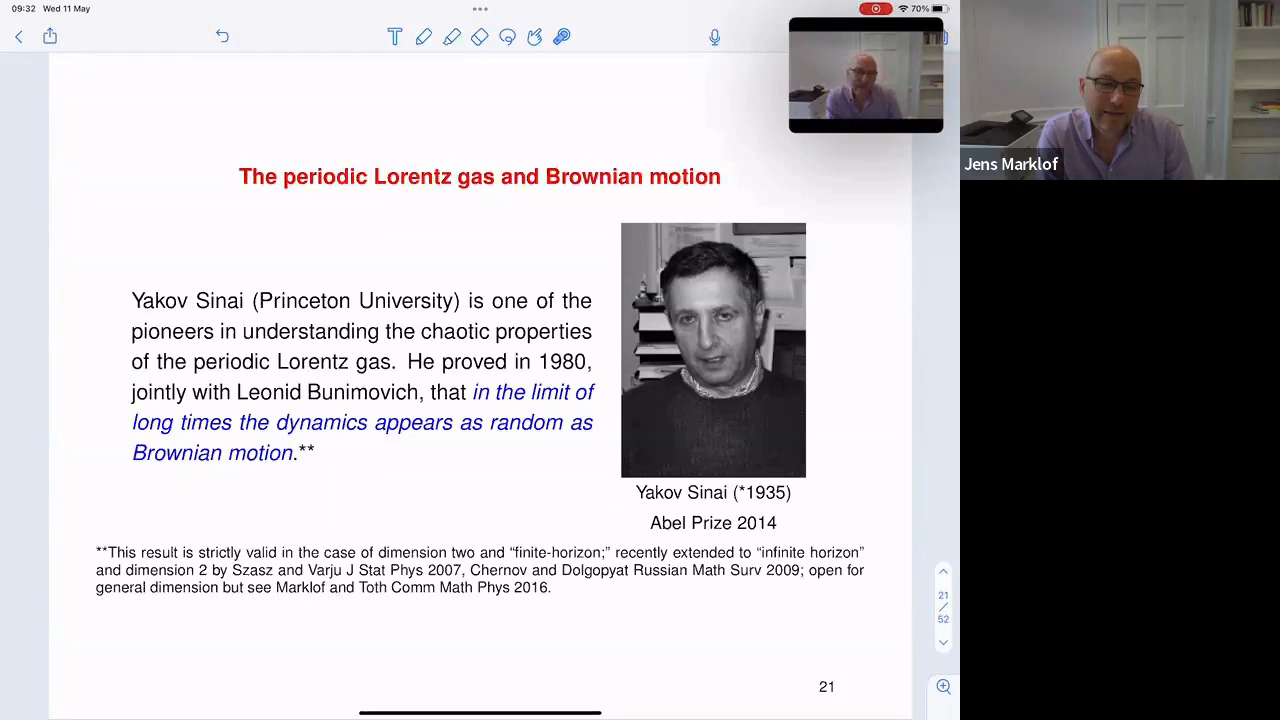 09:32 Wed 11 May
70%
Jens Marklof
The periodic Lorentz gas and Brownian motion
Yakov Sinai (Princeton University) is one of the
pioneers in understanding the chaotic properties
of the periodic Lorentz gas. He proved in 1980,
jointly with Leonid Bunimovich, that in the limit of
long times the dynamics appears as random as
Brownian motion.**
Yakov Sinai (*1935)
Abel Prize 2014
**This result is strictly valid in the case of dimension two and “finite-horizon;” recently extended to “infinite horizon”
and dimension 2 by Szasz and Varju J Stat Phys 2007, Chernov and Dolgopyat Russian Math Surv 2009; open for
general dimension but see Marklof and Toth Comm Math Phys 2016.
21
/
52
21